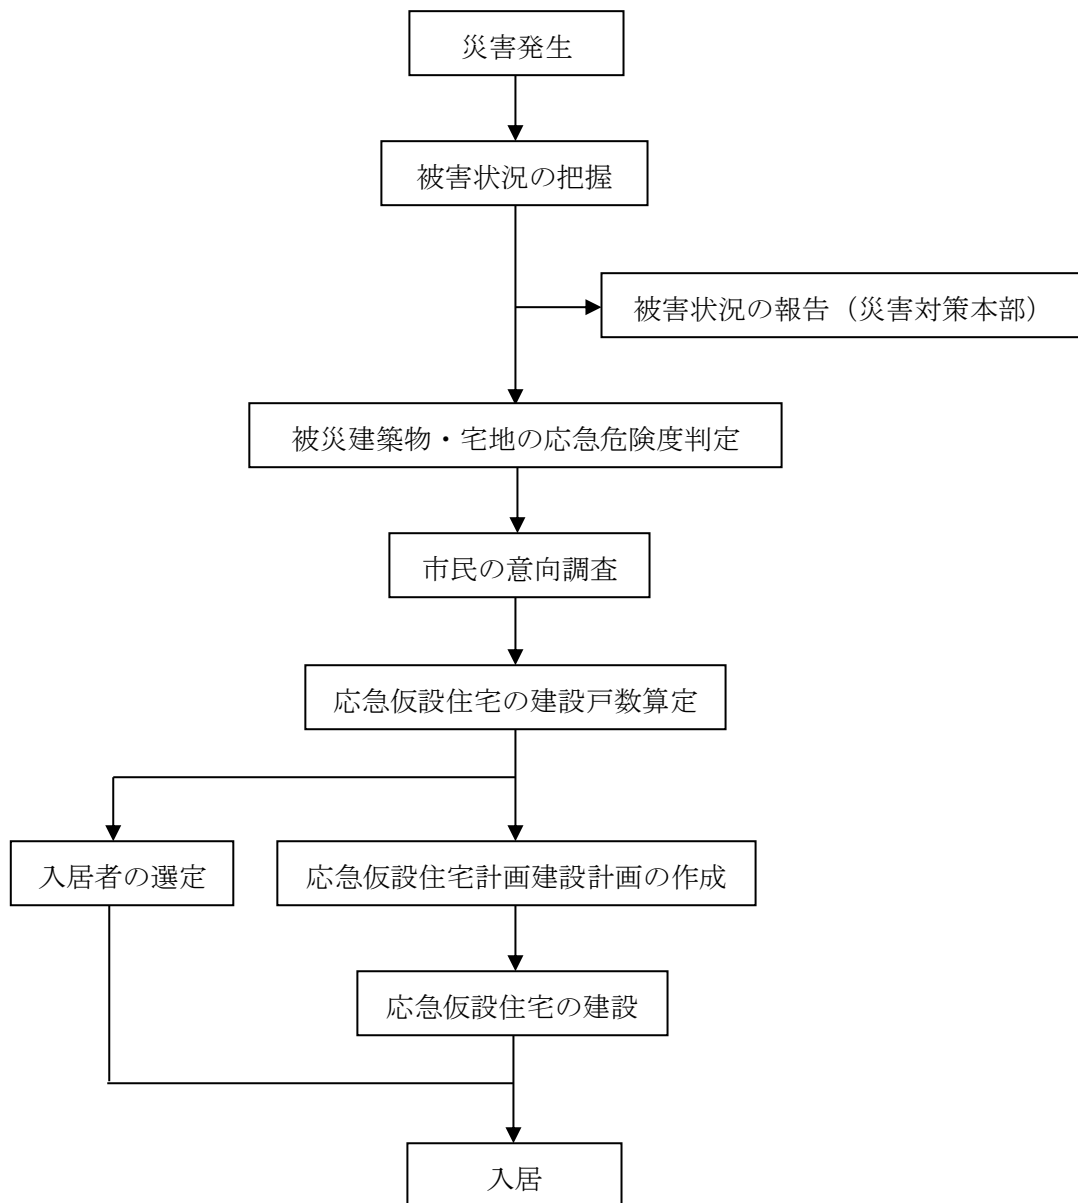 災害発生
被害状況の把握
被害状況の報告（災害対策本部）
被災建築物・宅地の応急危険度判定
市民の意向調査
応急仮設住宅の建設戸数算定
入居者の選定
応急仮設住宅計画建設計画の作成
応急仮設住宅の建設
入居